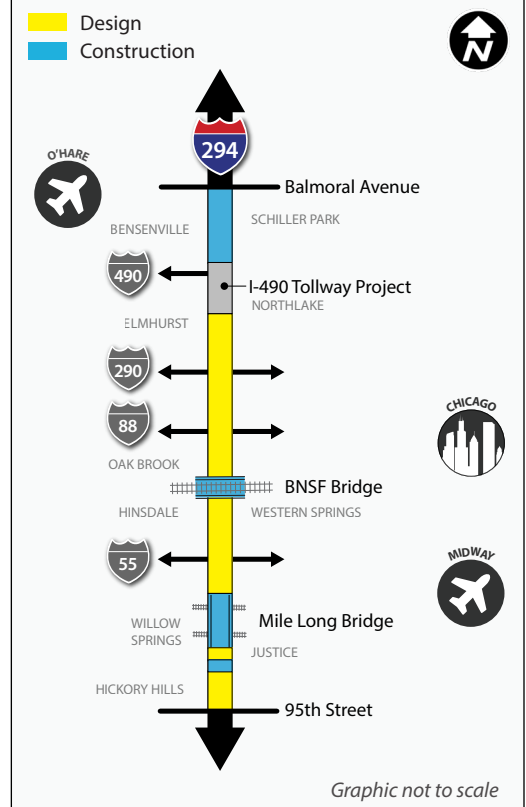 Design
Construction
N
294
O'HARE
Balmoral Avenue
SCHILLER PARK
BENSENVILLE
490
I-490 Tollway Project
NORTHLAKE
ELMHURST
290
CHICAGO
88
OAK BROOK
BNSF Bridge
HINSDALE
WESTERN SPRINGS
MIDWAY
55
Mile Long Bridge
WILLOW
SPRINGS
JUSTICE
HICKORY HILLS
95th Street
Graphic not to scale